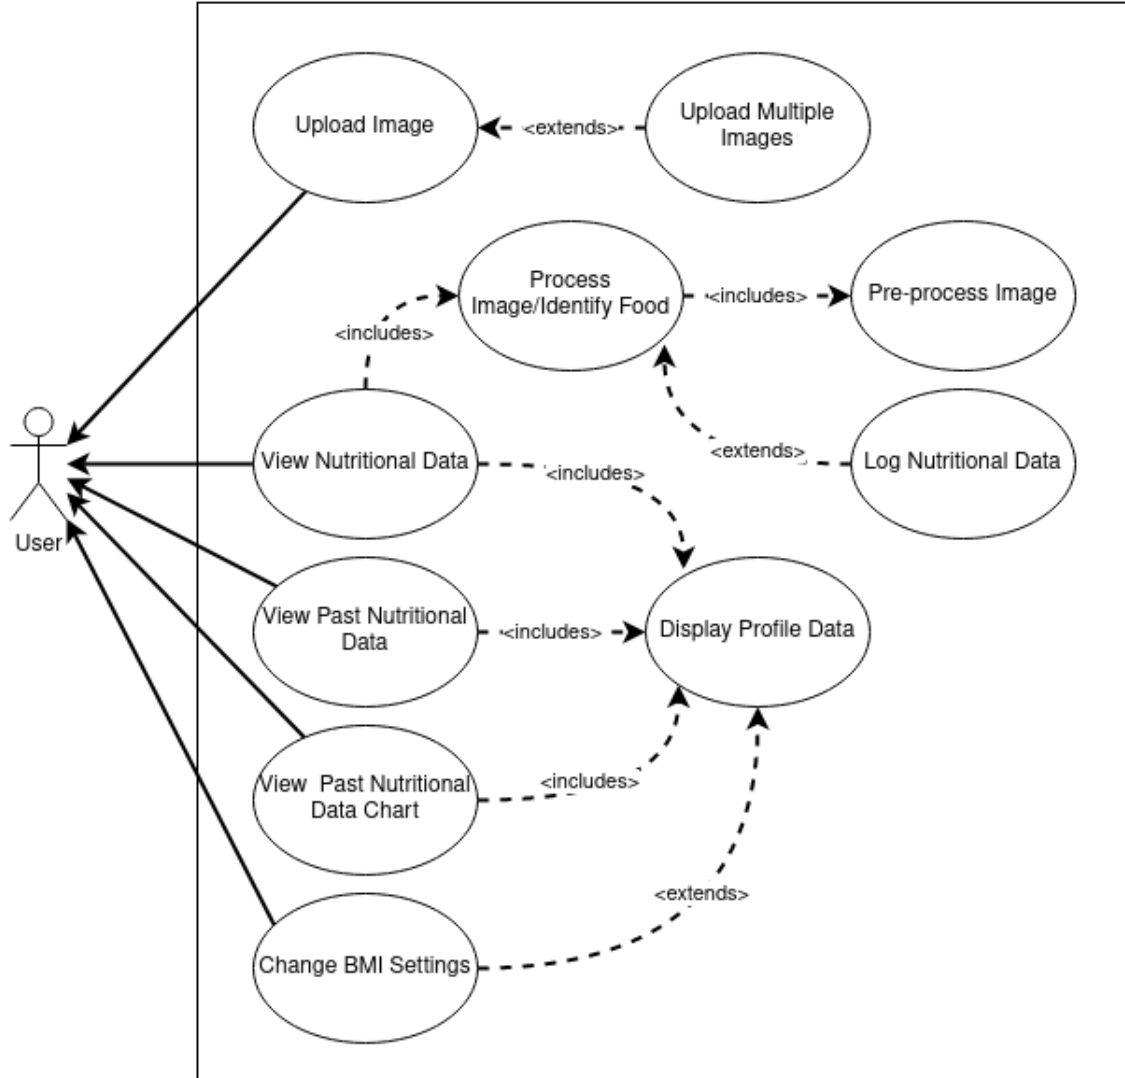 Upload Image
<extends>
Upload Multiple
Images
Process
Image/Identify Food
<includes>
Pre-process Image
<includes>
View Nutritional Data
<includes>
<extends>
Log Nutritional Data
User
View Past Nutritional
Data
<includes>
Display Profile Data
View  Past Nutritional
Data Chart
<includes>
<extends>
Change BMI Settings